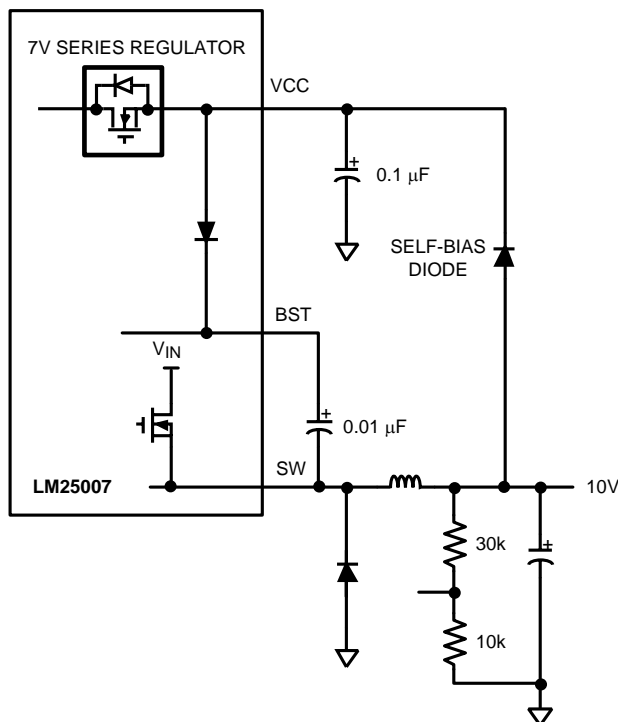 7V SERIES REGULATOR
VCC
+
0.1 μF
SELF-BIAS
DIODE
BST
VIN
+
0.01 μF
SW
LM25007
10V
30k
+
10k